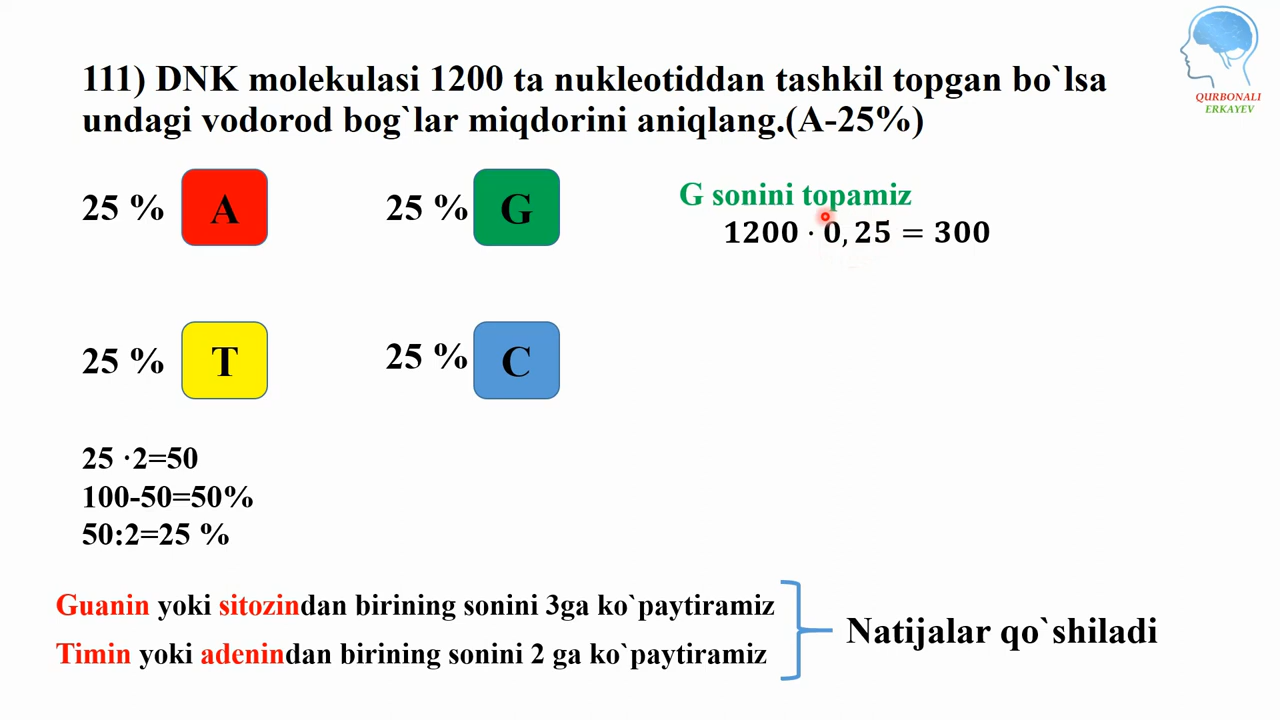 QURBONALI
ERKAYEV
111) DNK molekulasi 1200 ta nukleotiddan tashkil topgan bo`lsa
undagi vodorod bog`lar miqdorini aniqlang.(A-25%)
25 % A 25 % G
G sonini topamiz
1200 · 0,25 = 300
25 % T 25 % C
25 ·2=50
100-50=50%
50:2=25 %
Guanin yoki sitozindan birining sonini 3ga ko`paytiramiz
Timin yoki adenindan birining sonini 2 ga ko`paytiramiz
Natijalar qo`shiladi